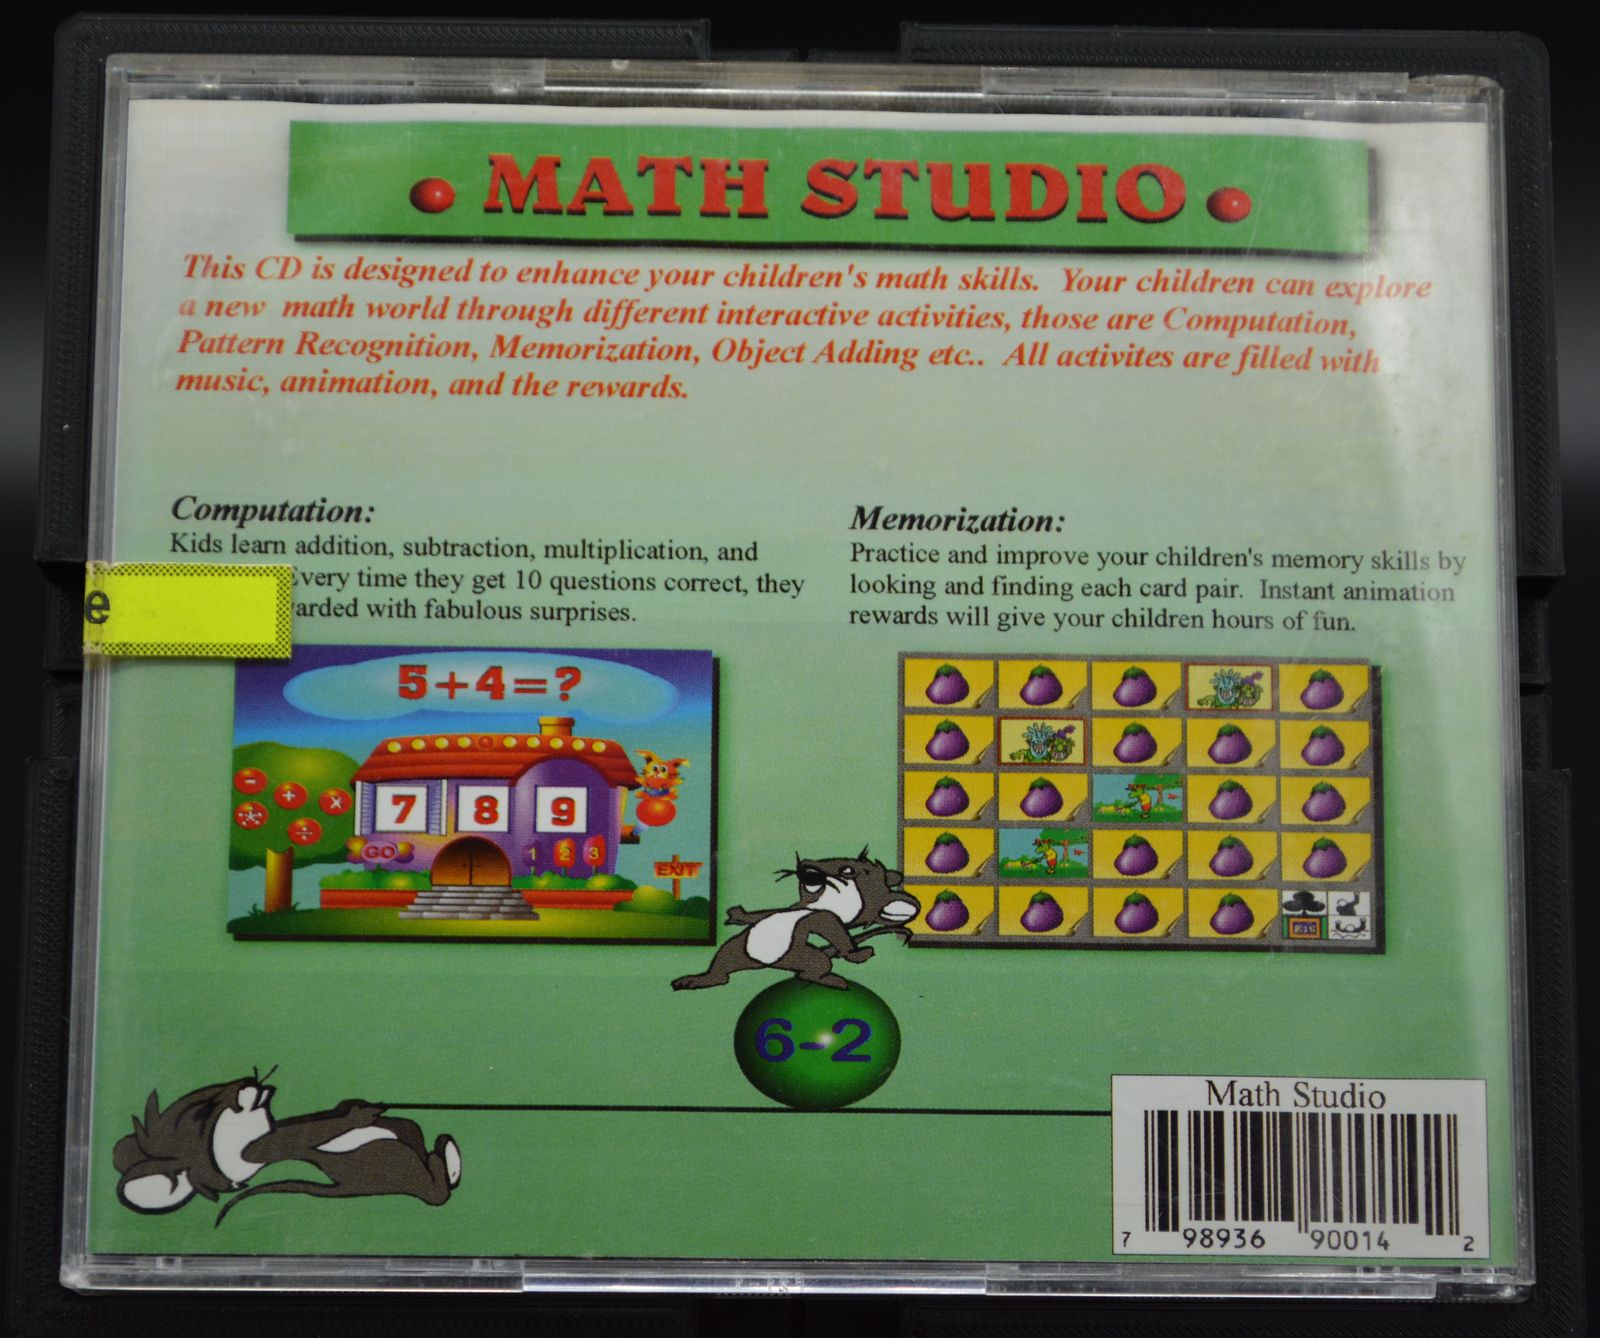 MATH STUDIO
This CD is designed to enhance your children's math skills. Your children can explore
a new math world through different interactive activities, those are Computation,
Pattern Recognition, Memorization, Object Adding etc.. All activites are filled with
music, animation, and the rewards.
Computation:
Kids learn addition, subtraction, multiplication, and
Every time they get 10 questions correct, they
arded with fabulous surprises.
e
5+4=?
- + x
÷
7 8 9
GO
1 2 3
EXIT
Memorization:
Practice and improve your children's memory skills by
looking and finding each card pair. Instant animation
rewards will give your children hours of fun.
6-2
Math Studio
7 98936 90014 2